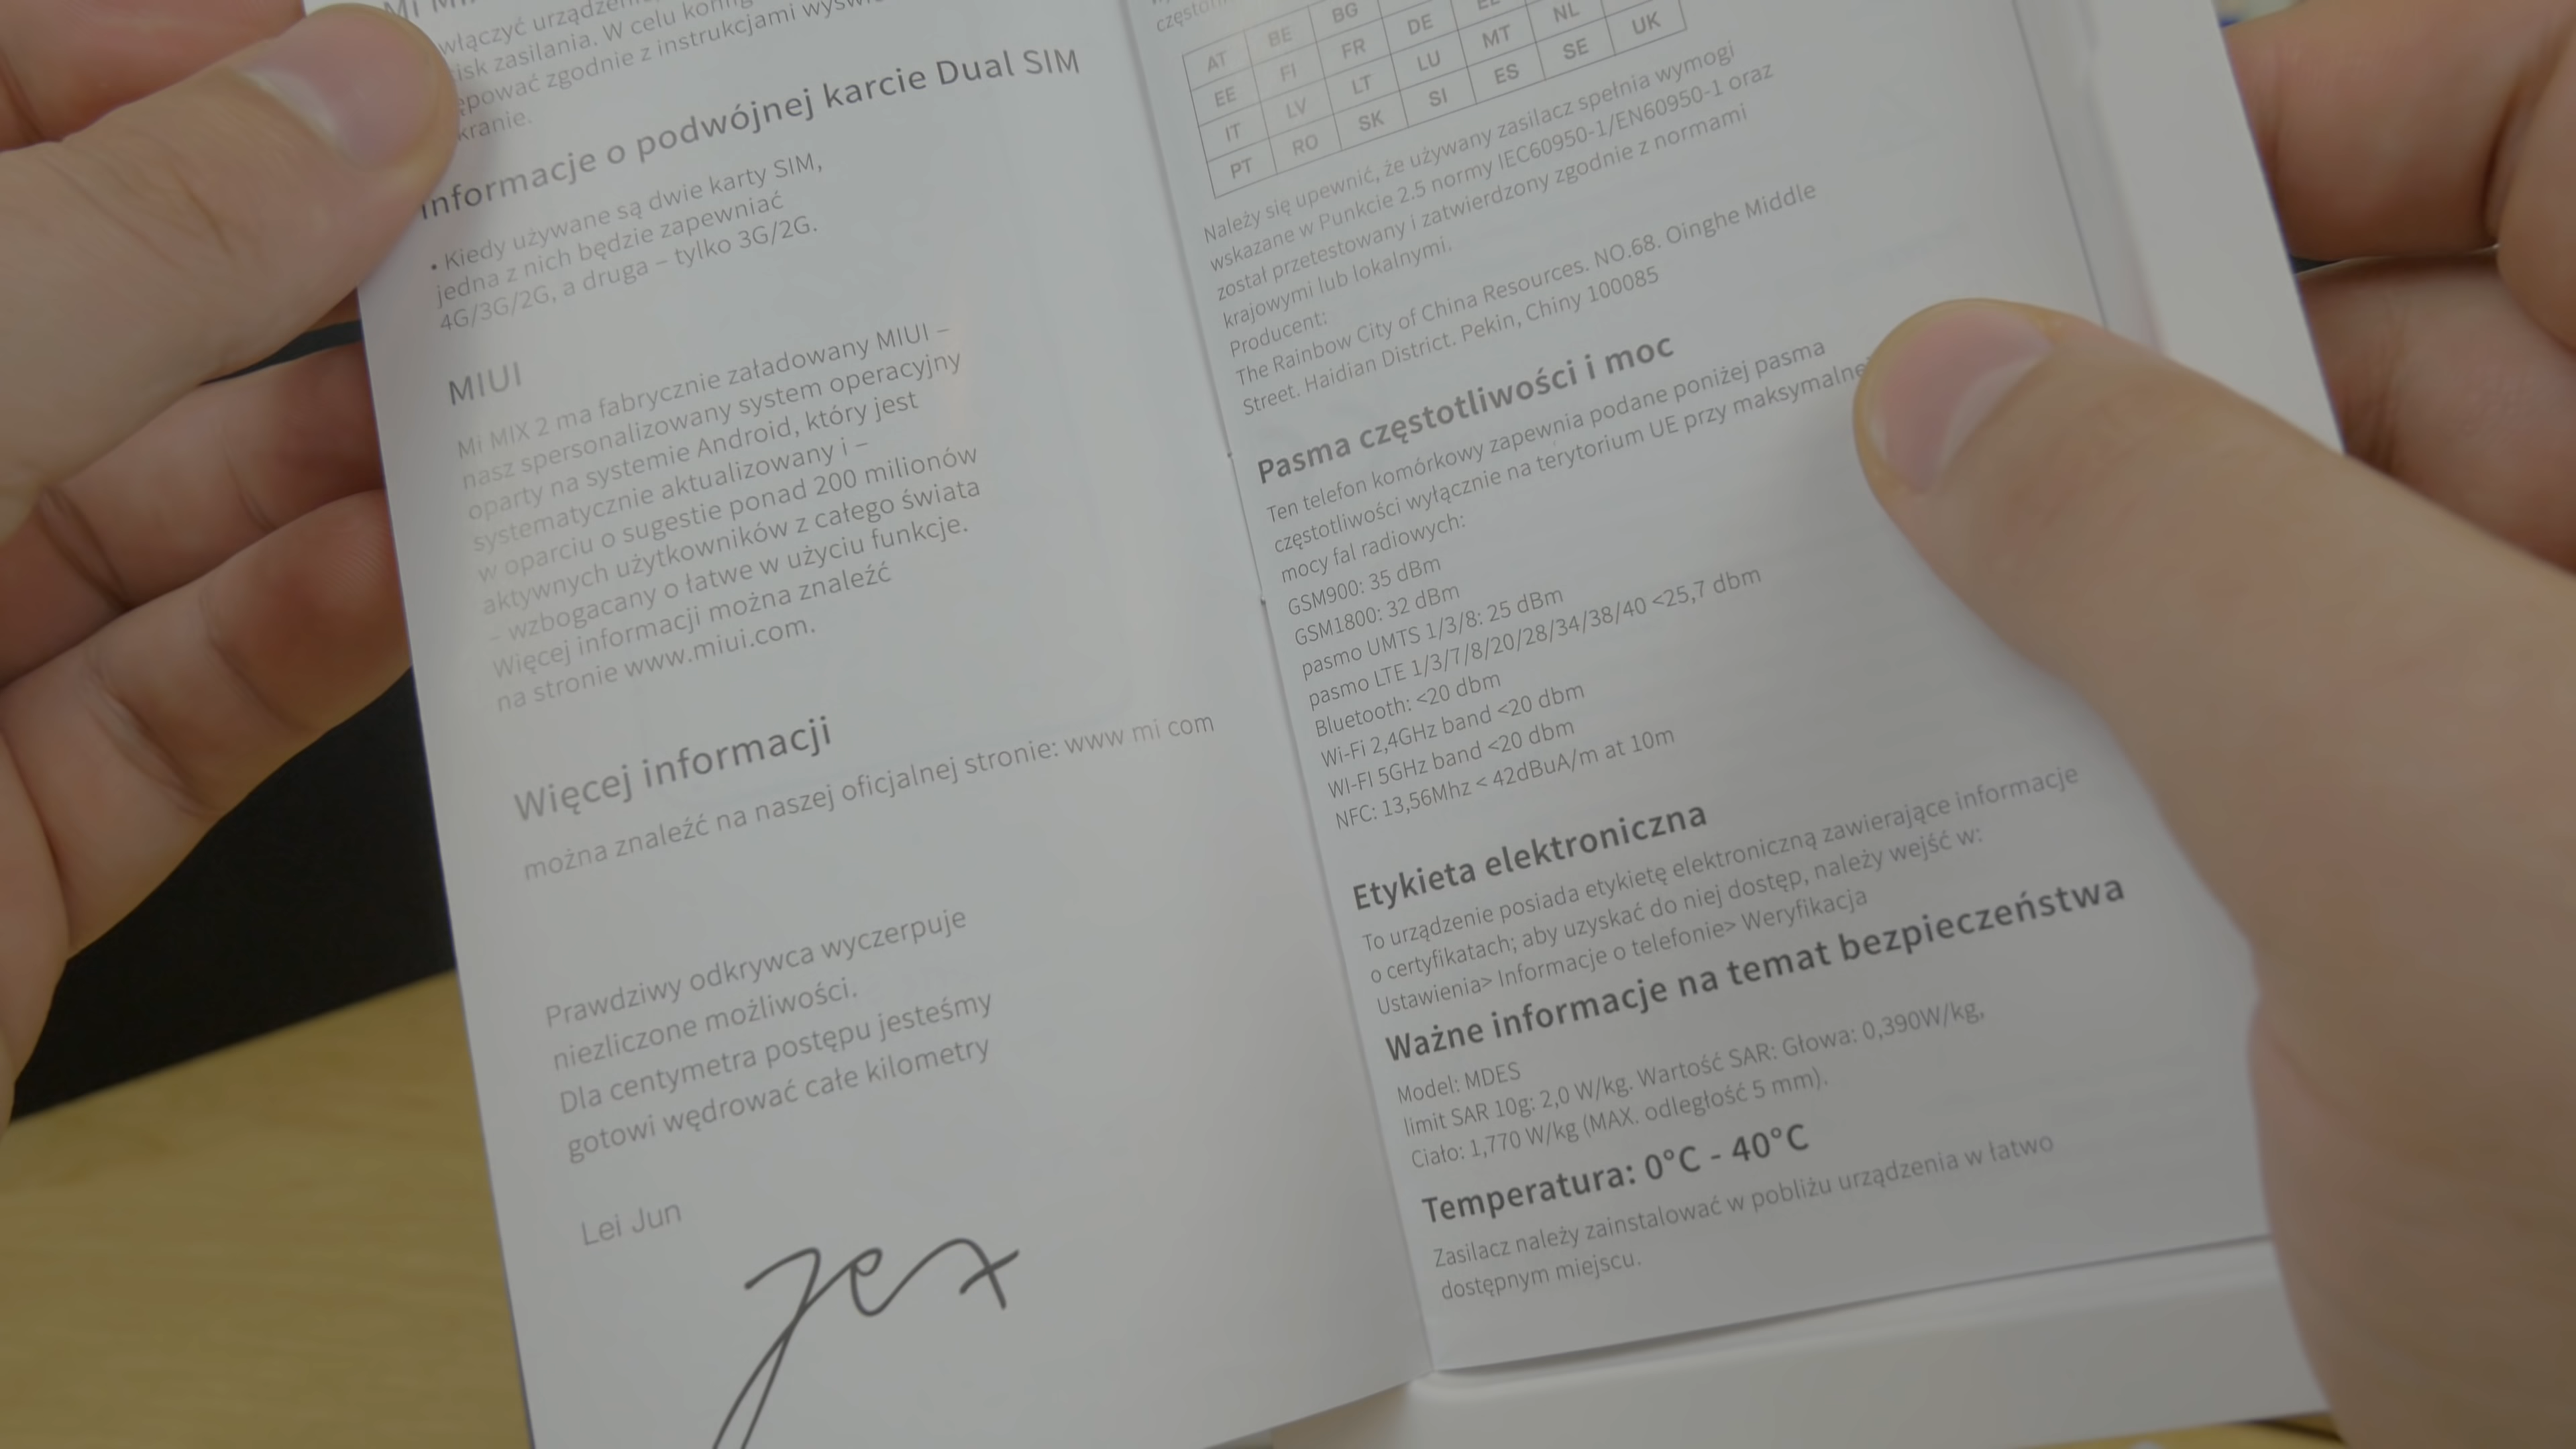 włączyć
zasilania. W celu
zgodnie z instrukcjami
Informacje o podwójnej karcie Dual SIM
• Kiedy używane są dwie karty SIM,
jedna z nich będzie zapewniać
4G/3G/2G, a druga – tylko 3G/2G.
MIUI
Mi MIX 2 ma fabrycznie załadowany MIUI –
nasz spersonalizowany system operacyjny
oparty na systemie Android, który jest
systematycznie aktualizowany i –
w oparciu o sugestie ponad 200 milionów
aktywnych użytkowników z całego świata
– wzbogacany o łatwe w użyciu funkcje.
Więcej informacji można znaleźć
na stronie www.miui.com.
Więcej informacji
można znaleźć na naszej oficjalnej stronie: www mi com
Prawdziwy odkrywca wyczerpuje
niezliczone możliwości.
Dla centymetra postępu jesteśmy
gotowi wędrować całe kilometry
Lei Jun
AT BE BG
EE FI FR DE
IT LV LT LU MT NL
PT RO SK SI ES SE UK
Należy się upewnić, że używany zasilacz spełnia wymogi
wskazane w Punkcie 2.5 normy IEC60950-1/EN60950-1 oraz
został przetestowany i zatwierdzony zgodnie z normami
krajowymi lub lokalnymi.
Producent:
The Rainbow City of China Resources. NO.68. Oinghe Middle
Street. Haidian District. Pekin, Chiny 100085
Pasma częstotliwości i moc
Ten telefon komórkowy zapewnia podane poniżej pasma
częstotliwości wyłącznie na terytorium UE przy maksymalnej
mocy fal radiowych:
GSM900: 35 dBm
GSM1800: 32 dBm
pasmo UMTS 1/3/8: 25 dBm
pasmo LTE 1/3/7/8/20/28/34/38/40 <25,7 dbm
Bluetooth: <20 dbm
Wi-Fi 2,4GHz band <20 dbm
WI-FI 5GHz band <20 dbm
NFC: 13,56Mhz < 42dBuA/m at 10m
Etykieta elektroniczna
To urządzenie posiada etykietę elektroniczną zawierające informacje
o certyfikatach; aby uzyskać do niej dostęp, należy wejść w:
Ustawienia> Informacje o telefonie> Weryfikacja
Ważne informacje na temat bezpieczeństwa
Model: MDE5
limit SAR 10g: 2,0 W/kg. Wartość SAR: Głowa: 0,390W/kg,
Ciało: 1,770 W/kg (MAX. odległość 5 mm).
Temperatura: 0°C - 40°C
Zasilacz należy zainstalować w pobliżu urządzenia w łatwo
dostępnym miejscu.